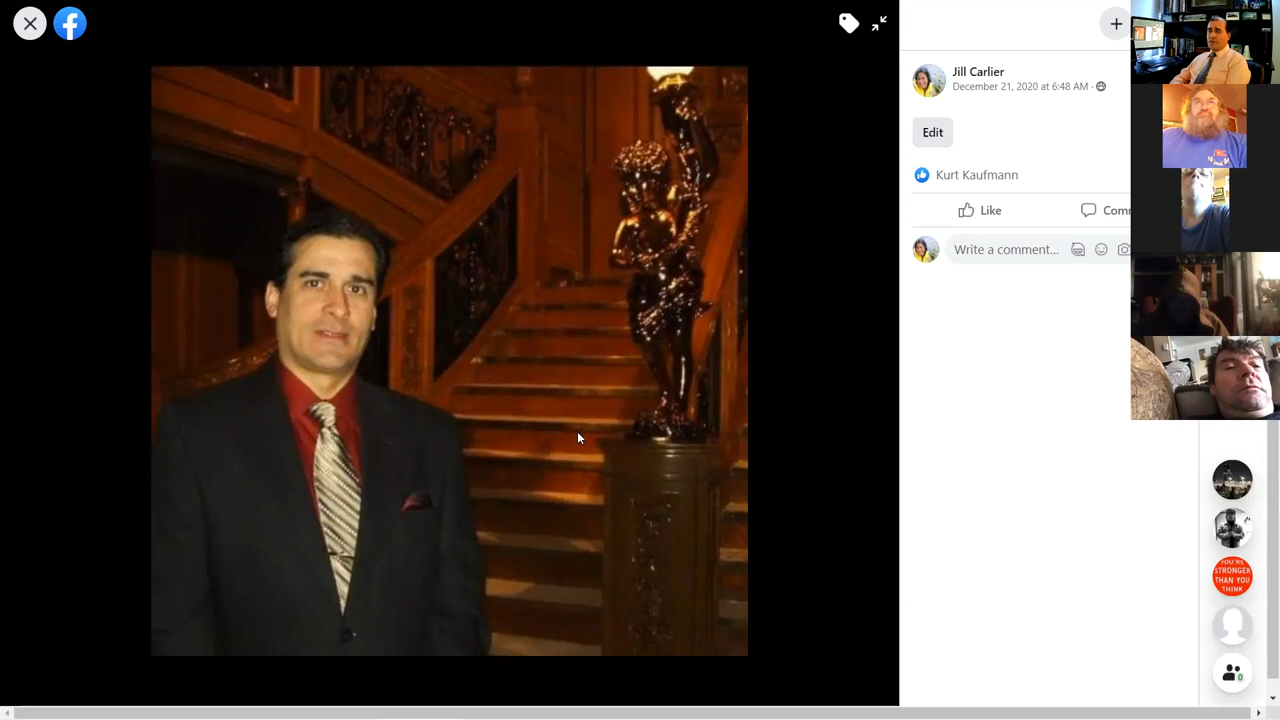 Jill Carlier
December 21, 2020 at 6:48 AM ·
Edit
Kurt Kaufmann
Like
Comm
Write a comment...
YOU'RE
STRONGER
THAN YOU
THINK
0